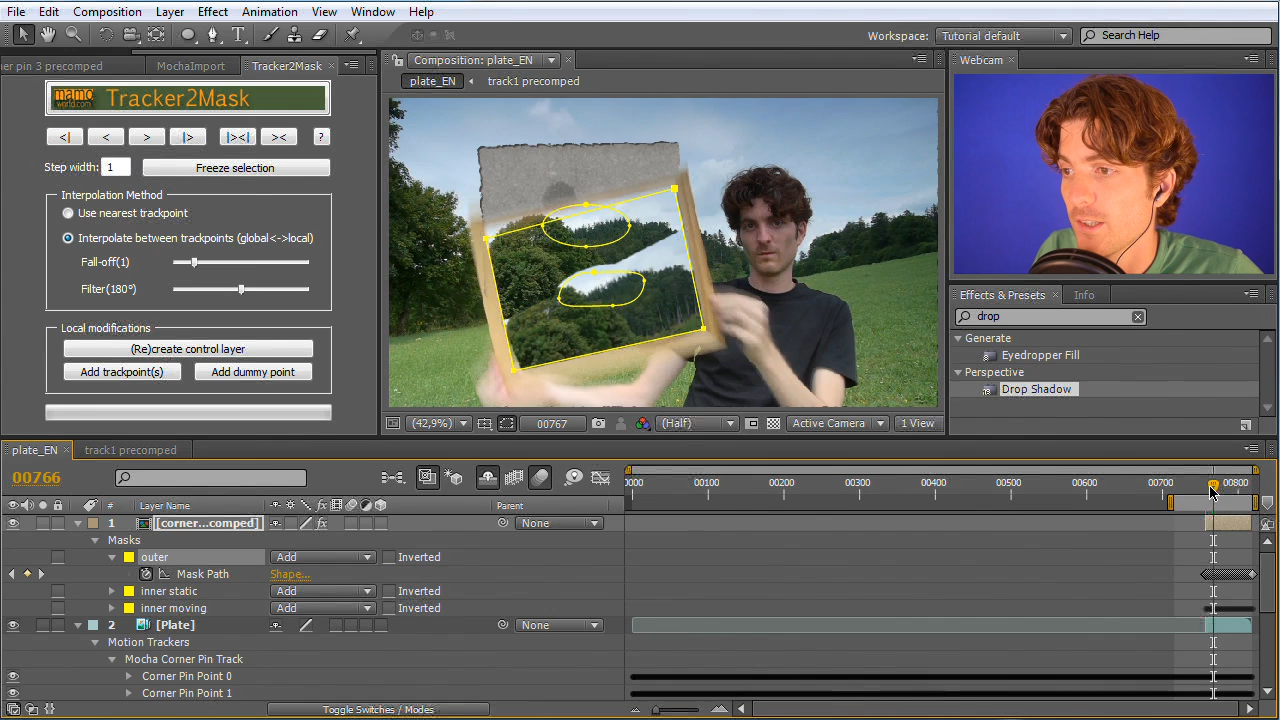 File Edit Composition Layer Effect Animation View Window Help
Workspace: Tutorial default Search Help
ner pin 3 precomped MochaImport Tracker2Mask
Composition: plate_EN
Webcam
plate_EN track1 precomped
mamo world.com Tracker2Mask
<| < > |> |><| >< ?
Step width: 1 Freeze selection
Interpolation Method
Use nearest trackpoint
Interpolate between trackpoints (global<->local)
Fall-off(1)
Filter(180°)
Local modifications
(Re)create control layer
Add trackpoint(s) Add dummy point
Effects & Presets Info
drop
Generate
Eyedropper Fill
Perspective
Drop Shadow
(42,9%) 00767 (Half) Active Camera 1 View
plate_EN track1 precomped
00766
0000 00100 00200 00300 00400 00500 00600 00700 00800
# Layer Name Parent
1 [corner...comped] None
Masks
outer Add Inverted
Mask Path Shape...
inner static Add Inverted
inner moving Add Inverted
2 [Plate] None
Motion Trackers
Mocha Corner Pin Track
Corner Pin Point 0
Corner Pin Point 1
Toggle Switches / Modes